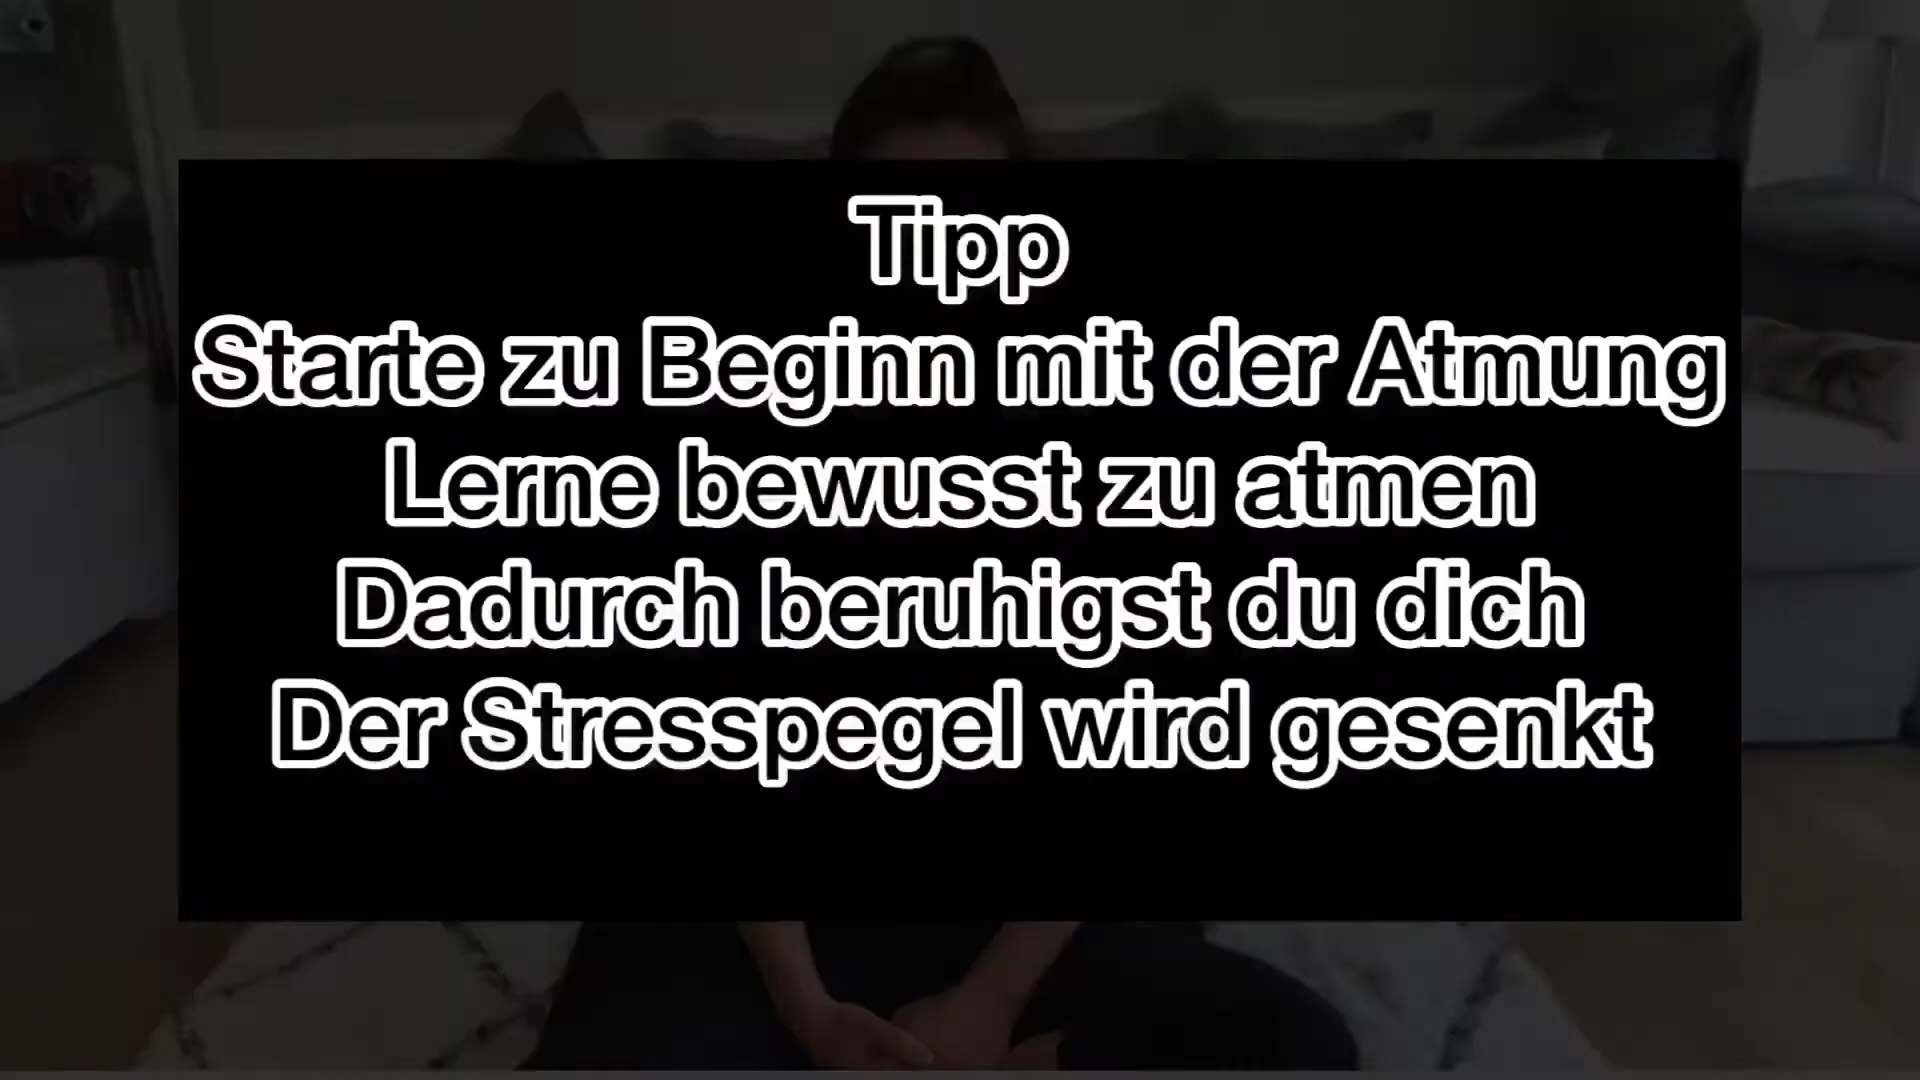 Tipp
Starte zu Beginn mit der Atmung
Lerne bewusst zu atmen
Dadurch beruhigst du dich
Der Stresspegel wird gesenkt